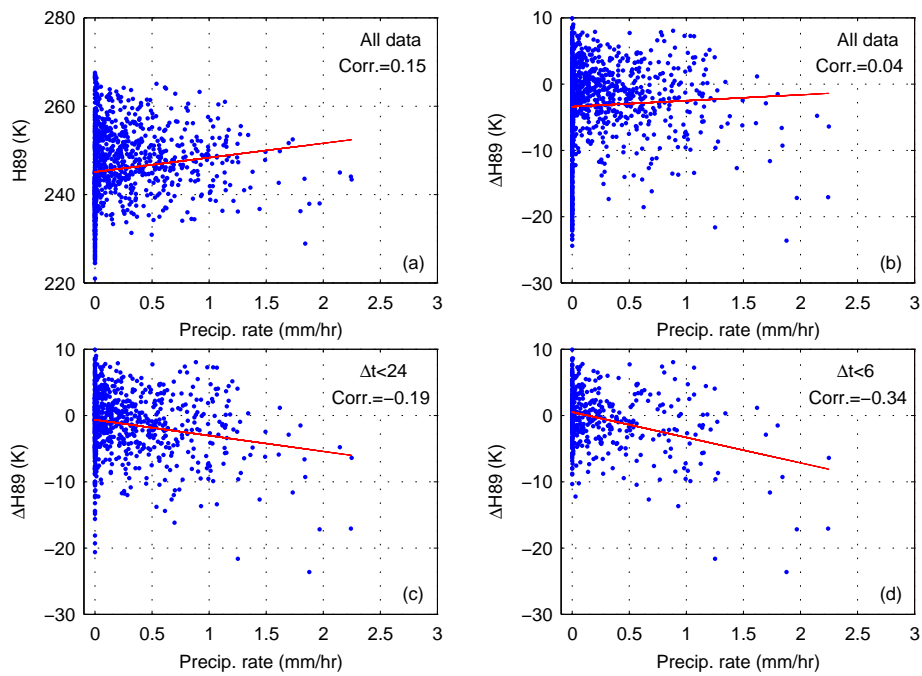 280
260
240
220
H89 (K)
All data
Corr.=0.15
(a)
0 0.5 1 1.5 2 2.5 3
Precip. rate (mm/hr)
10
0
−10
−20
−30
ΔH89 (K)
All data
Corr.=0.04
(b)
0 0.5 1 1.5 2 2.5 3
Precip. rate (mm/hr)
10
0
−10
−20
−30
ΔH89 (K)
Δt<24
Corr.=−0.19
(c)
0 0.5 1 1.5 2 2.5 3
Precip. rate (mm/hr)
10
0
−10
−20
−30
ΔH89 (K)
Δt<6
Corr.=−0.34
(d)
0 0.5 1 1.5 2 2.5 3
Precip. rate (mm/hr)